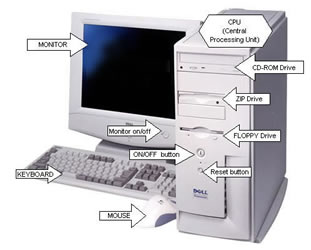 CPU
(Central
Processing Unit)
MONITOR
CD-ROM Drive
ZIP Drive
Monitor on/off
FLOPPY Drive
ON/OFF button
KEYBOARD
Reset button
DELL
MOUSE